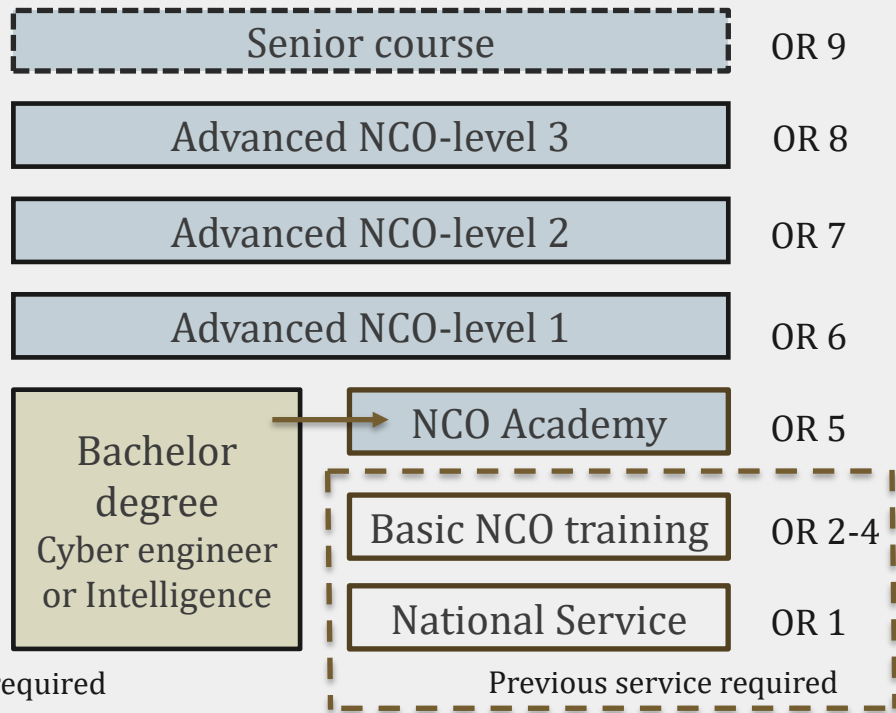 Senior course OR 9
Advanced NCO-level 3 OR 8
Advanced NCO-level 2 OR 7
Advanced NCO-level 1 OR 6
NCO Academy OR 5
Bachelor
degree
Cyber engineer
or Intelligence
Basic NCO training OR 2-4
National Service OR 1
required
Previous service required